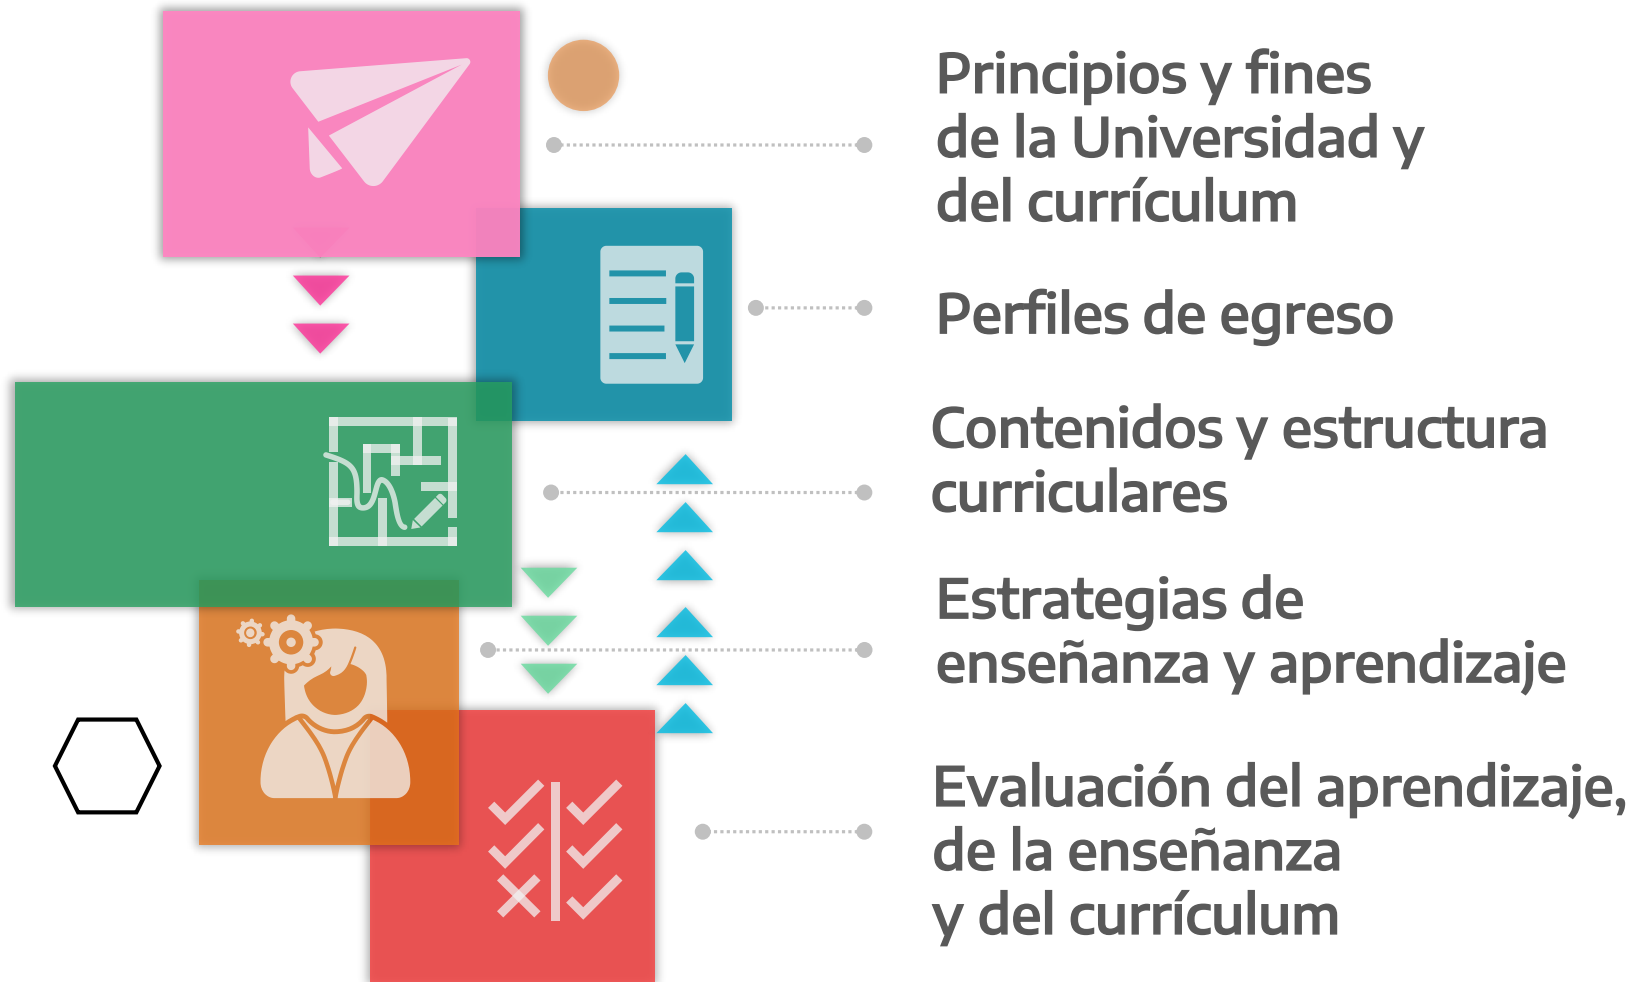 Principios y fines
de la Universidad y
del currículum
Perfiles de egreso
Contenidos y estructura
curriculares
Estrategias de
enseñanza y aprendizaje
Evaluación del aprendizaje,
de la enseñanza
y del currículum